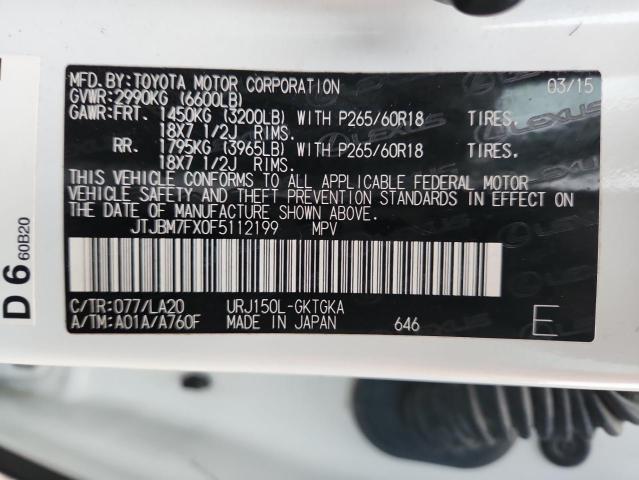 MFD.BY:TOYOTA MOTOR CORPORATION 03/15
GVWR:2990KG (6600LB)
GAWR:FRT. 1450KG (3200LB) WITH P265/60R18 TIRES.
18X7 1/2J RIMS.
RR. 1795KG (3965LB) WITH P265/60R18 TIRES.
18X7 1/2J RIMS.
THIS VEHICLE CONFORMS TO ALL APPLICABLE FEDERAL MOTOR
VEHICLE SAFETY AND THEFT PREVENTION STANDARDS IN EFFECT ON
THE DATE OF MANUFACTURE SHOWN ABOVE.
JTJBM7FX0F5112199 MPV
C/TR:077/LA20 URJ150L-GKTGKA
A/TM:A01A/A760F MADE IN JAPAN 646 E
D 6 60B20
LEXUS